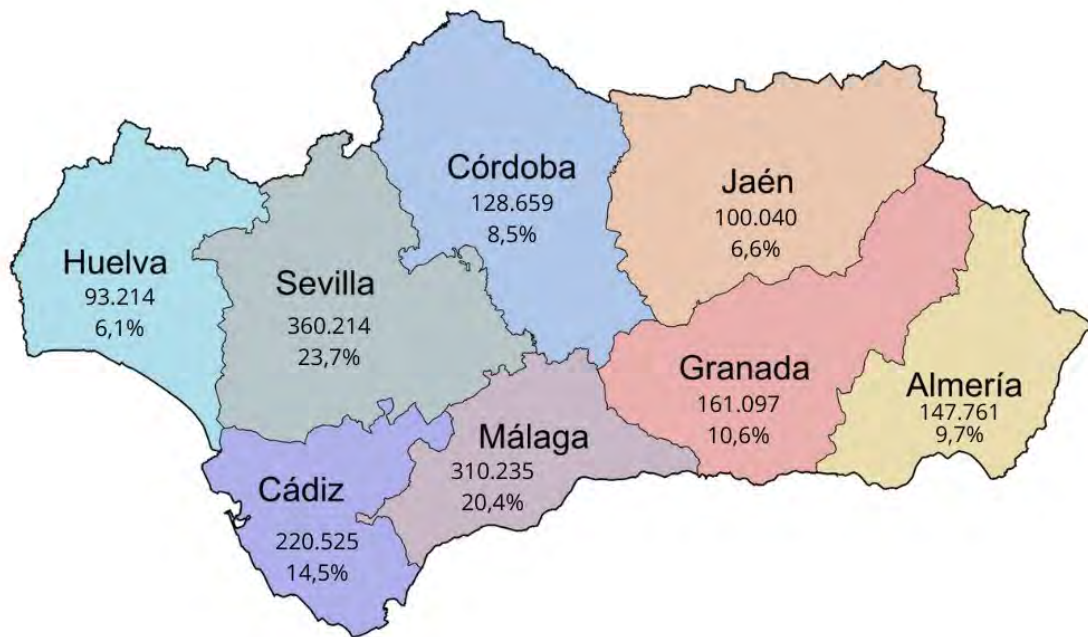 Córdoba
128.659
8,5%
Jaén
100.040
6,6%
Huelva
93.214
6,1%
Sevilla
360.214
23,7%
Granada
161.097
10,6%
Almería
147.761
9,7%
Málaga
310.235
20,4%
Cádiz
220.525
14,5%